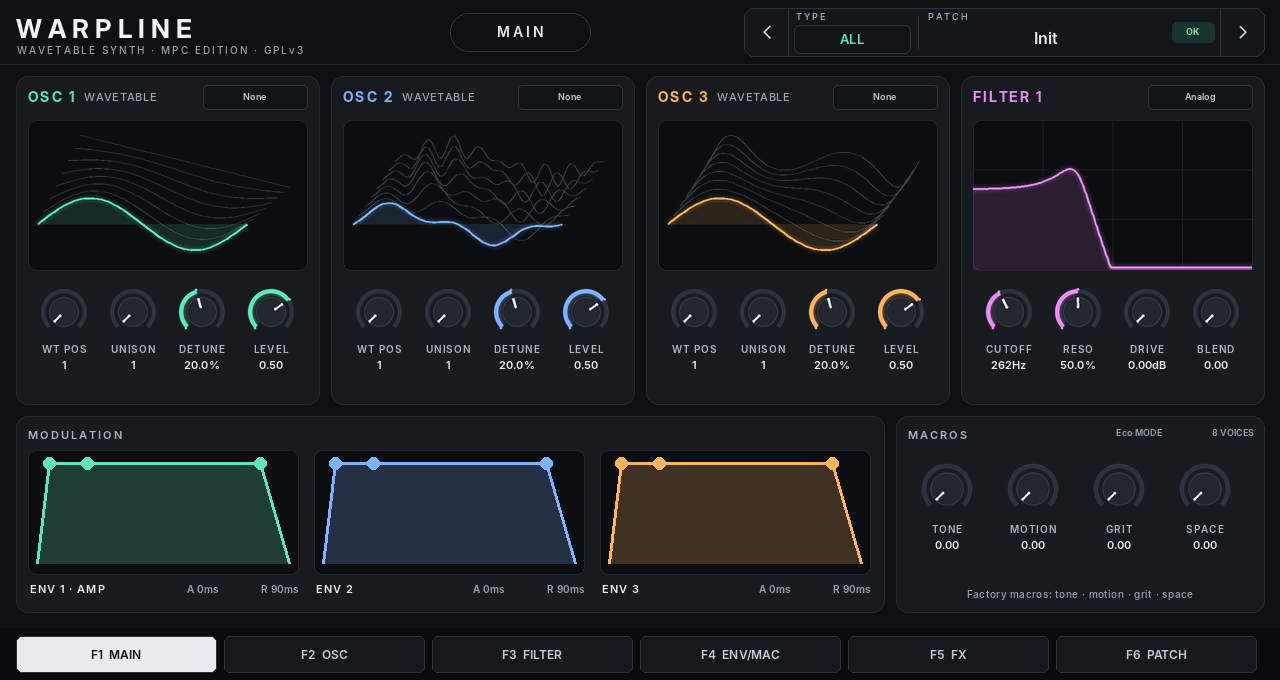 WARPLINE
WAVETABLE SYNTH · MPC EDITION · GPLv3
MAIN
TYPE
ALL
PATCH
Init
OK
OSC 1 WAVETABLE
None
WT POS UNISON DETUNE LEVEL
1 1 20.0% 0.50
OSC 2 WAVETABLE
None
WT POS UNISON DETUNE LEVEL
1 1 20.0% 0.50
OSC 3 WAVETABLE
None
WT POS UNISON DETUNE LEVEL
1 1 20.0% 0.50
FILTER 1
Analog
CUTOFF RESO DRIVE BLEND
262Hz 50.0% 0.00dB 0.00
MODULATION
ENV 1 · AMP A 0ms R 90ms
ENV 2 A 0ms R 90ms
ENV 3 A 0ms R 90ms
MACROS
Eco MODE
8 VOICES
TONE MOTION GRIT SPACE
0.00 0.00 0.00 0.00
Factory macros: tone · motion · grit · space
F1 MAIN
F2 OSC
F3 FILTER
F4 ENV/MAC
F5 FX
F6 PATCH